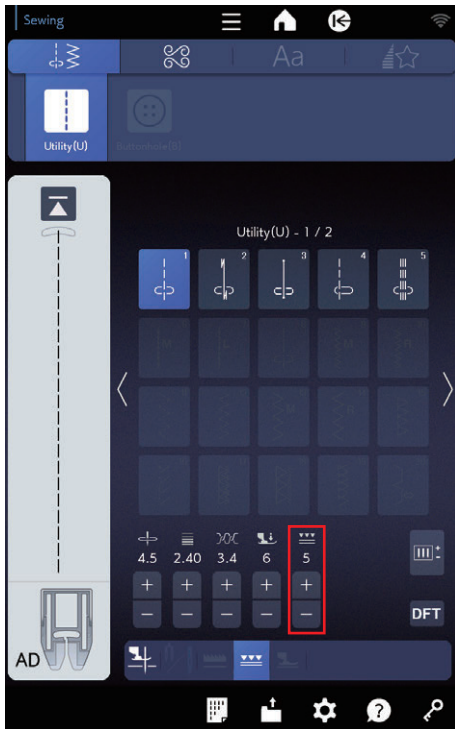 Sewing
Aa
Utility(U)
Buttonhole(B)
Utility(U) - 1 / 2
1 2 3 4 5
4.5 2.40 3.4 6 5
+ + + + +
− − − − −
DFT
AD
?